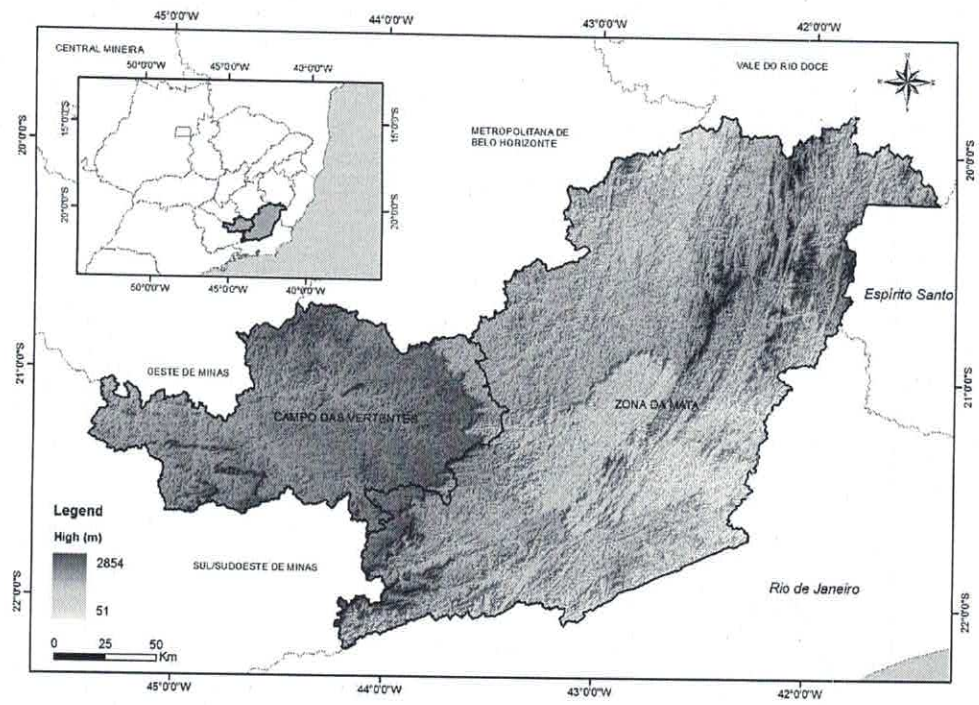 45°0'0"W 44°0'0"W 43°0'0"W 42°0'0"W
CENTRAL MINEIRA
VALE DO RIO DOCE
50°0'0"W 45°0'0"W 40°0'0"W
15°0'0"S 15°0'0"S
20°0'0"S 20°0'0"S
50°0'0"W 45°0'0"W 40°0'0"W
METROPOLITANA DE
BELO HORIZONTE
20°0'0"S 20°0'0"S
Espírito Santo
OESTE DE MINAS
21°0'0"S 21°0'0"S
CAMPO DAS VERTENTES
ZONA DA MATA
SUL/SUDOESTE DE MINAS
Rio de Janeiro
22°0'0"S 22°0'0"S
Legend
High (m)
2854
51
0 25 50
Km
45°0'0"W 44°0'0"W 43°0'0"W 42°0'0"W